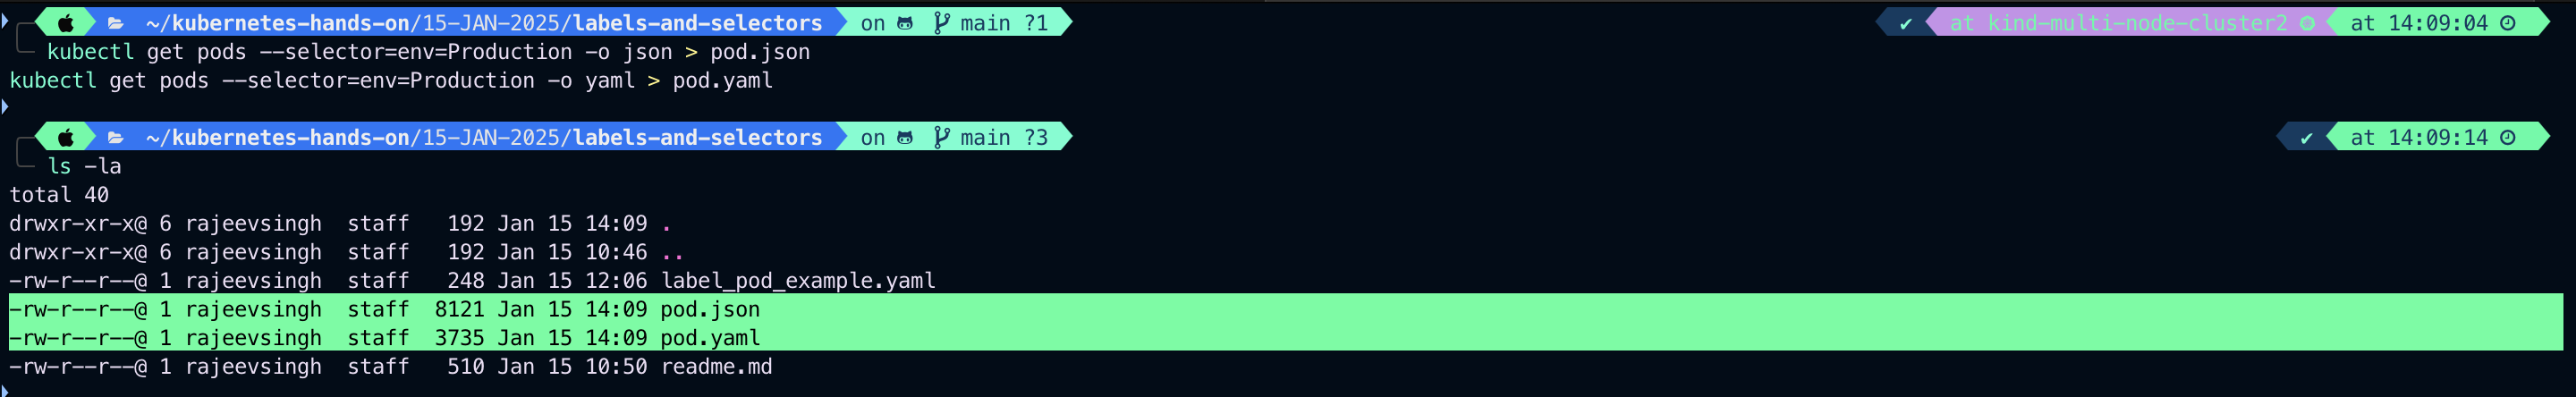 ~/kubernetes-hands-on/15-JAN-2025/labels-and-selectors on main ?1 ✔ at kind-multi-node-cluster2 at 14:09:04
kubectl get pods --selector=env=Production -o json > pod.json
kubectl get pods --selector=env=Production -o yaml > pod.yaml
~/kubernetes-hands-on/15-JAN-2025/labels-and-selectors on main ?3 ✔ at 14:09:14
ls -la
total 40
drwxr-xr-x@ 6 rajeevsingh  staff   192 Jan 15 14:09 .
drwxr-xr-x@ 6 rajeevsingh  staff   192 Jan 15 10:46 ..
-rw-r--r--@ 1 rajeevsingh  staff   248 Jan 15 12:06 label_pod_example.yaml
-rw-r--r--@ 1 rajeevsingh  staff  8121 Jan 15 14:09 pod.json
-rw-r--r--@ 1 rajeevsingh  staff  3735 Jan 15 14:09 pod.yaml
-rw-r--r--@ 1 rajeevsingh  staff   510 Jan 15 10:50 readme.md